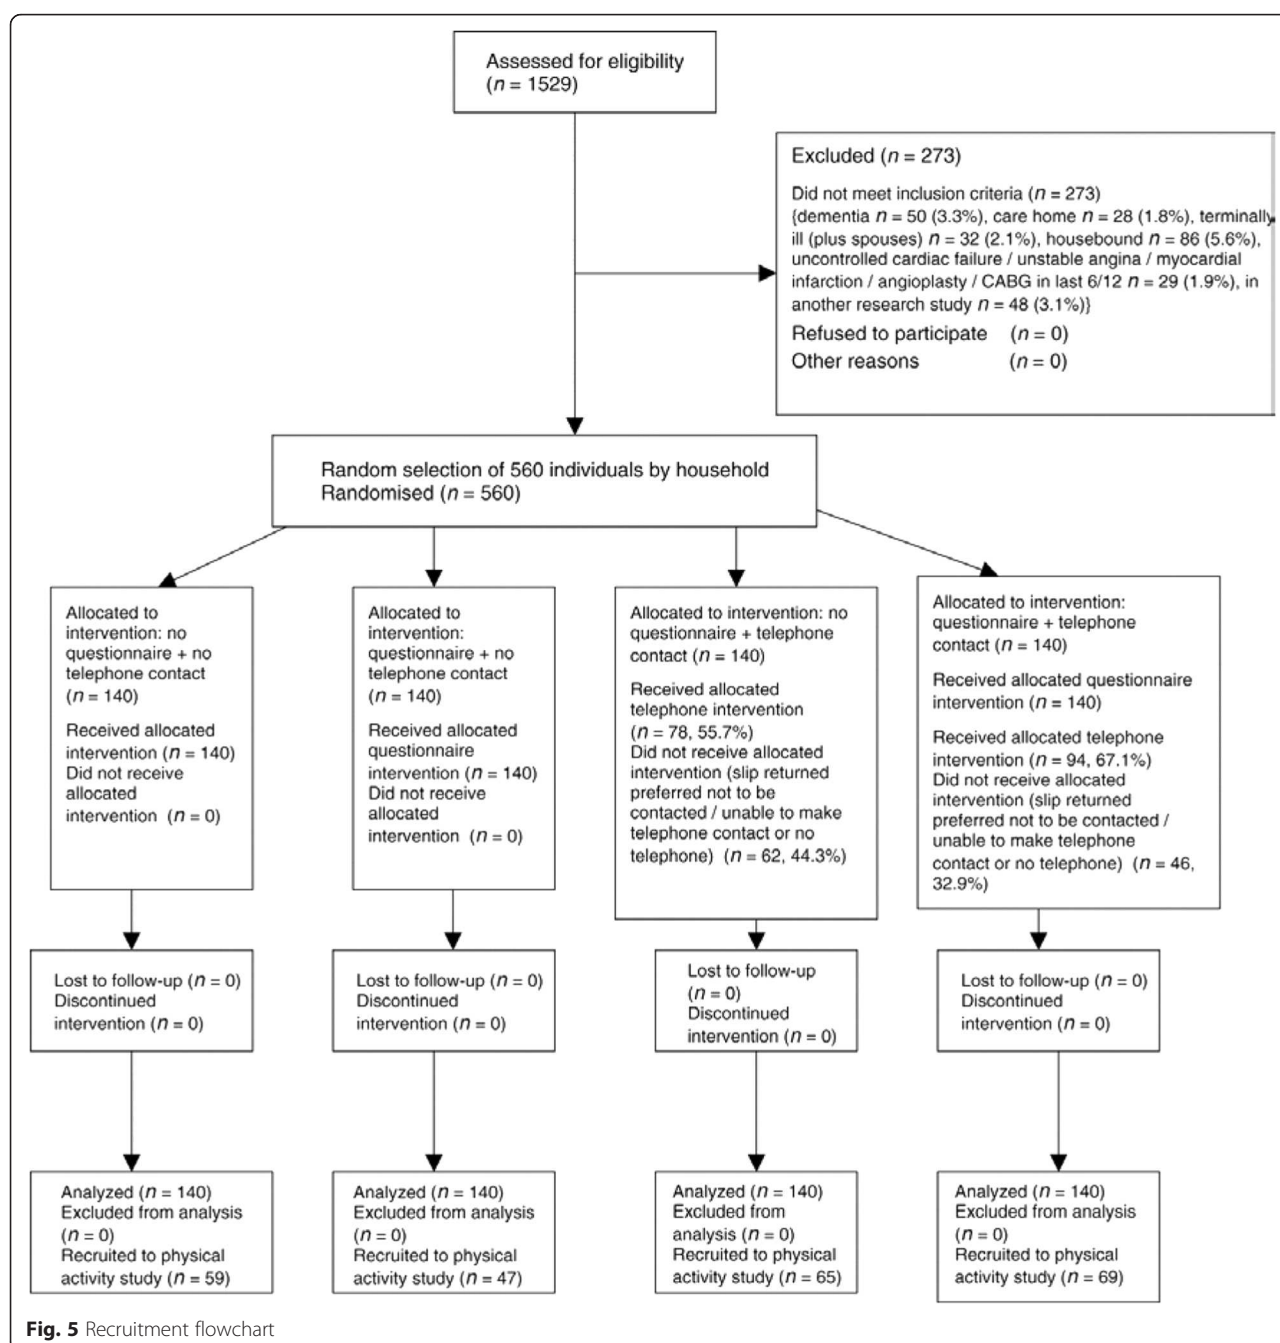 Assessed for eligibility
(n = 1529)
Excluded (n = 273)
Did not meet inclusion criteria (n = 273)
{dementia n = 50 (3.3%), care home n = 28 (1.8%), terminally
ill (plus spouses) n = 32 (2.1%), housebound n = 86 (5.6%),
uncontrolled cardiac failure / unstable angina / myocardial
infarction / angioplasty / CABG in last 6/12 n = 29 (1.9%), in
another research study n = 48 (3.1%)}
Refused to participate (n = 0)
Other reasons (n = 0)
Random selection of 560 individuals by household
Randomised (n = 560)
Allocated to
intervention: no
questionnaire + no
telephone contact
(n = 140)
Received allocated
intervention (n = 140)
Did not receive
allocated
intervention (n = 0)
Allocated to
intervention:
questionnaire + no
telephone contact
(n = 140)
Received allocated
questionnaire
intervention (n = 140)
Did not receive
allocated
intervention (n = 0)
Allocated to intervention: no
questionnaire + telephone
contact (n = 140)
Received allocated
telephone intervention
(n = 78, 55.7%)
Did not receive allocated
intervention (slip returned
preferred not to be
contacted / unable to make
telephone contact or no
telephone) (n = 62, 44.3%)
Allocated to intervention:
questionnaire + telephone
contact (n = 140)
Received allocated questionnaire
intervention (n = 140)
Received allocated telephone
intervention (n = 94, 67.1%)
Did not receive allocated
intervention (slip returned
preferred not to be contacted /
unable to make telephone
contact or no telephone) (n = 46,
32.9%)
Lost to follow-up (n = 0)
Discontinued
intervention (n = 0)
Lost to follow-up (n = 0)
Discontinued
intervention (n = 0)
Lost to follow-up
(n = 0)
Discontinued
intervention (n = 0)
Lost to follow-up (n = 0)
Discontinued
intervention (n = 0)
Analyzed (n = 140)
Excluded from analysis
(n = 0)
Recruited to physical
activity study (n = 59)
Analyzed (n = 140)
Excluded from analysis
(n = 0)
Recruited to physical
activity study (n = 47)
Analyzed (n = 140)
Excluded from
analysis (n = 0)
Recruited to physical
activity study (n = 65)
Analyzed (n = 140)
Excluded from analysis
(n = 0)
Recruited to physical
activity study (n = 69)
Fig. 5 Recruitment flowchart